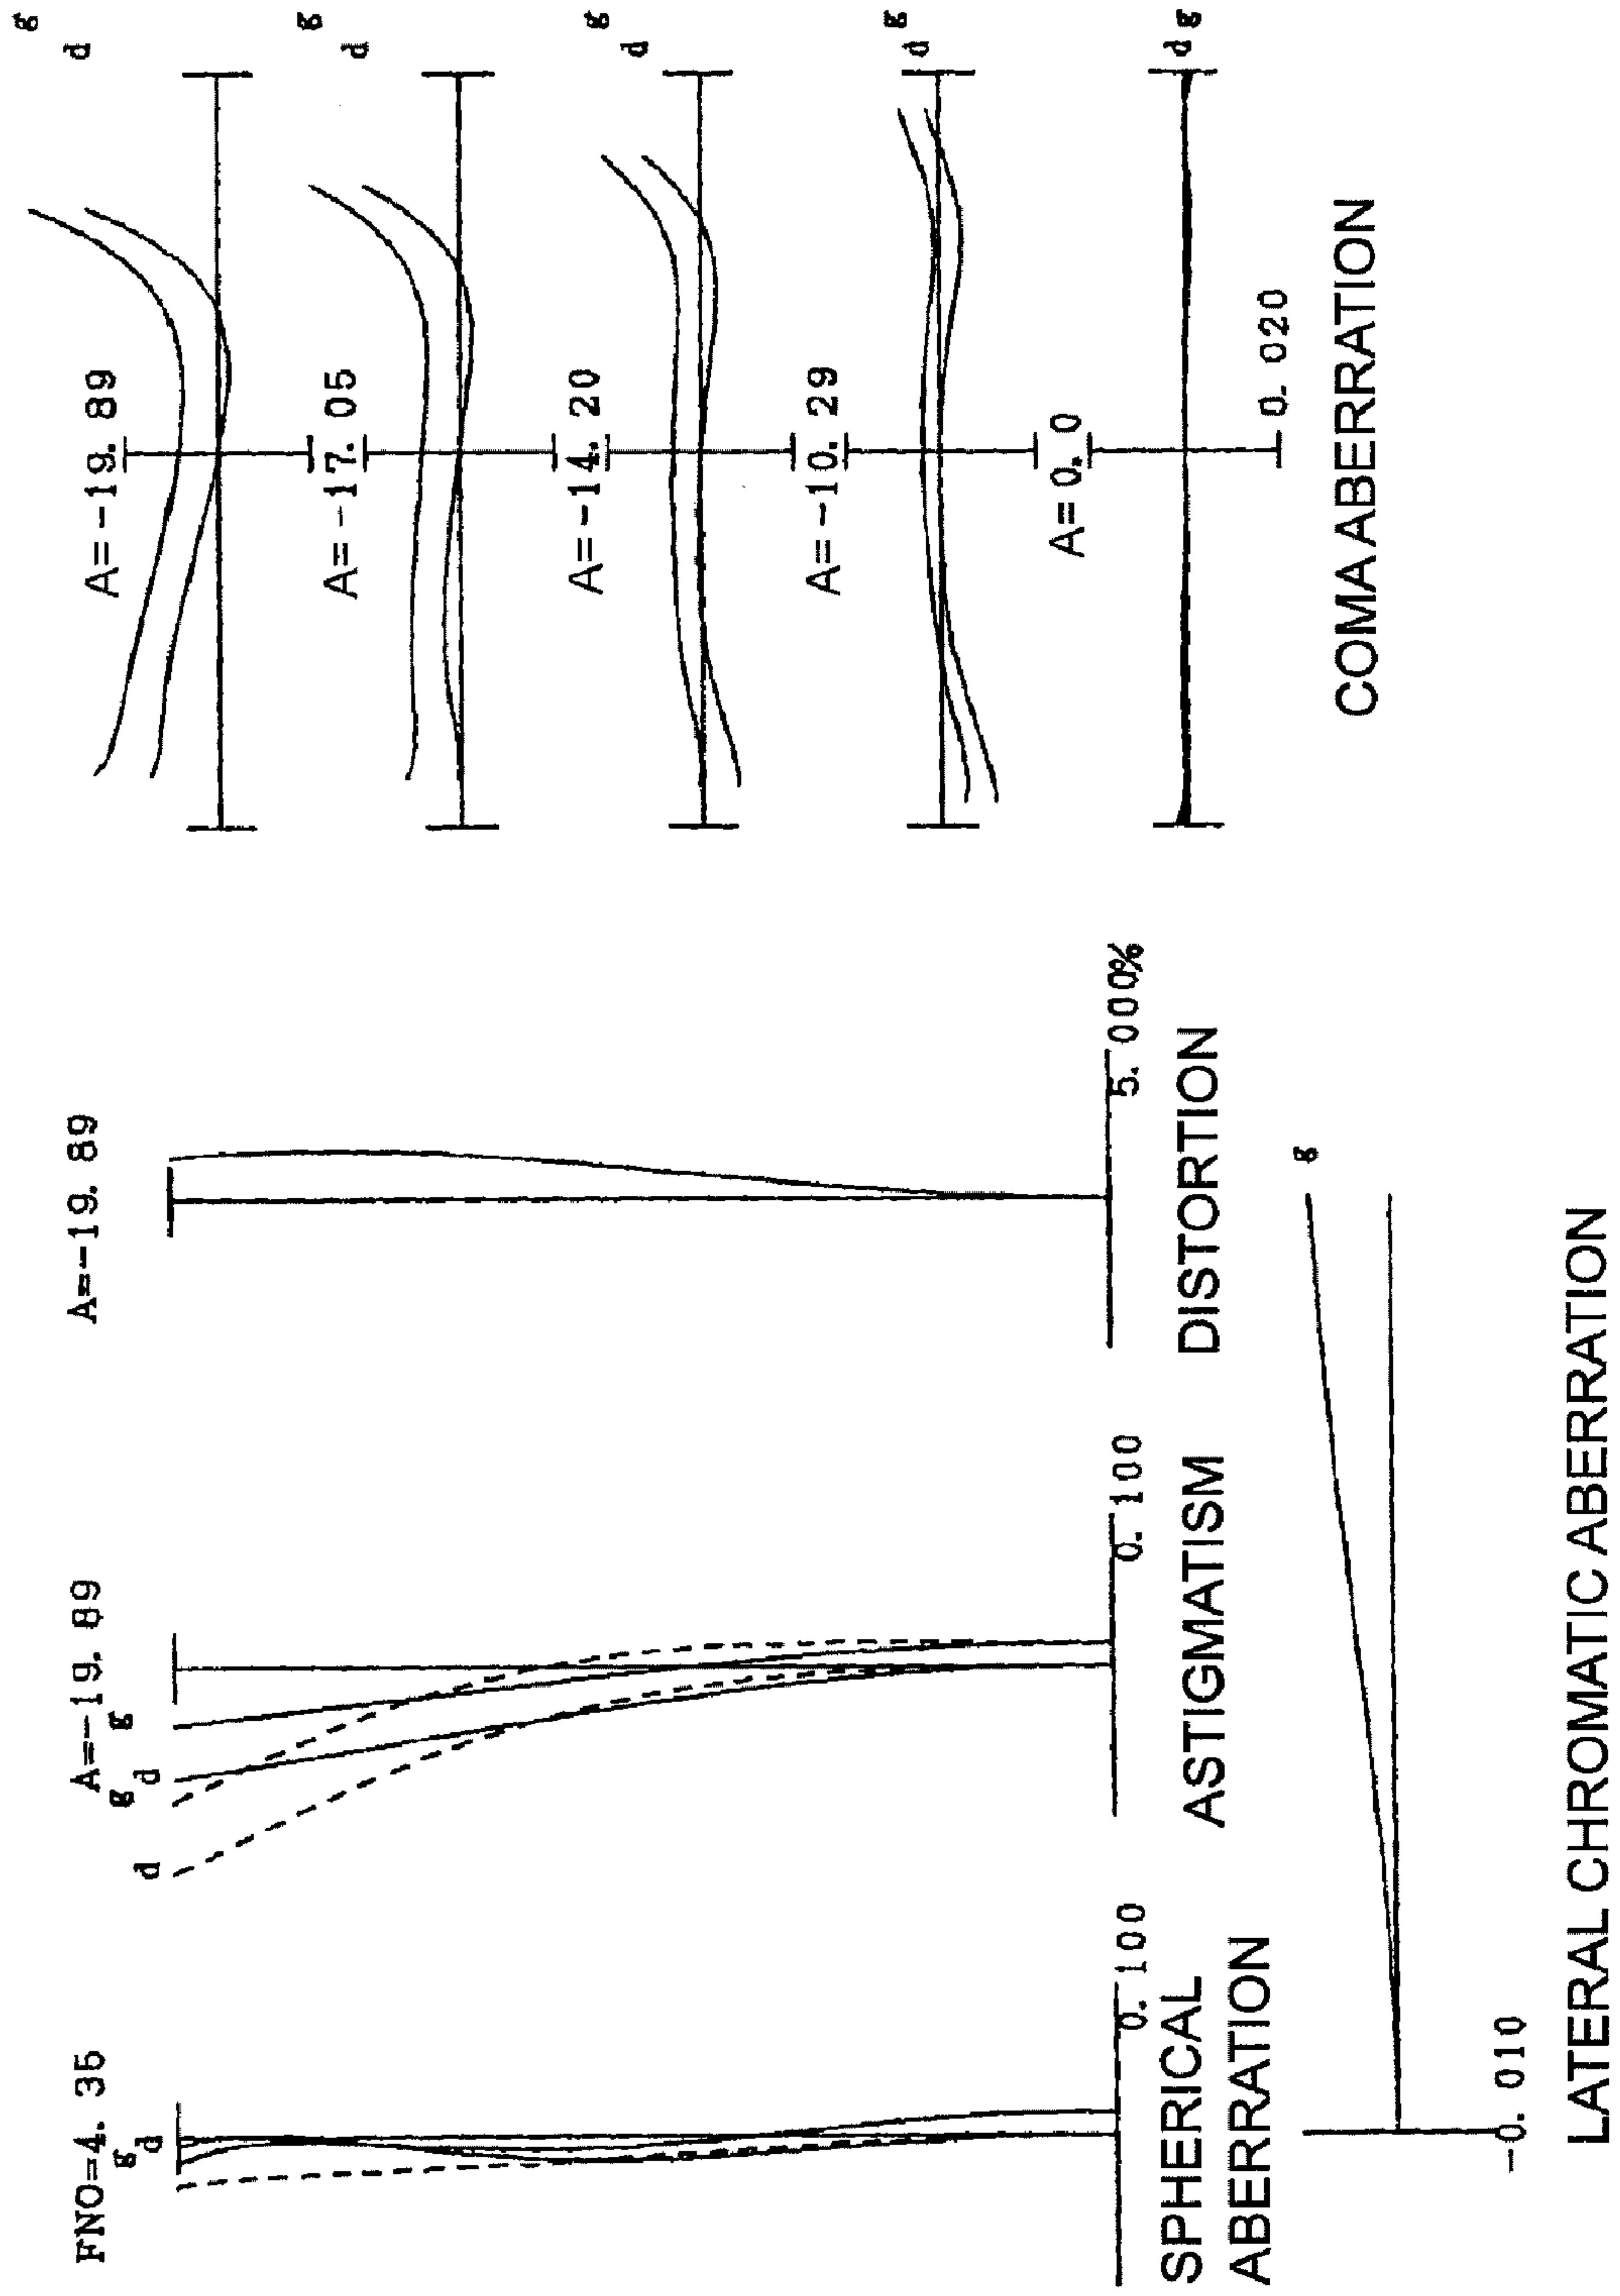 FNO=4. 35
g
d
0. 100
SPHERICAL
ABERRATION
A=-19. 89
g
g
d
d
0. 100
ASTIGMATISM
A=-19. 89
5. 000%
DISTORTION
g
-0. 010
LATERAL CHROMATIC ABERRATION
g
d
A=-19. 89
g
d
A=-17. 05
g
d
A=-14. 20
g
d
A=-10. 29
d g
A=0. 0
0. 020
COMA ABERRATION